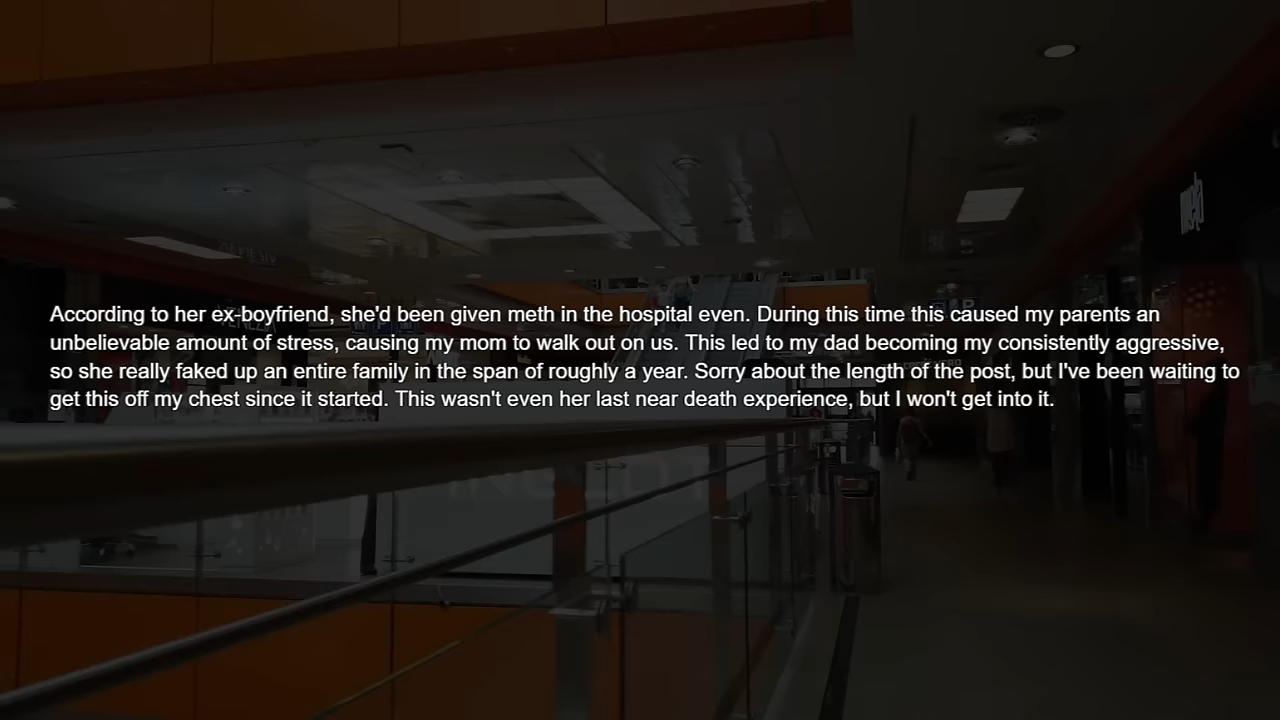 According to her ex-boyfriend, she'd been given meth in the hospital even. During this time this caused my parents an
unbelievable amount of stress, causing my mom to walk out on us. This led to my dad becoming my consistently aggressive,
so she really faked up an entire family in the span of roughly a year. Sorry about the length of the post, but I've been waiting to
get this off my chest since it started. This wasn't even her last near death experience, but I won't get into it.